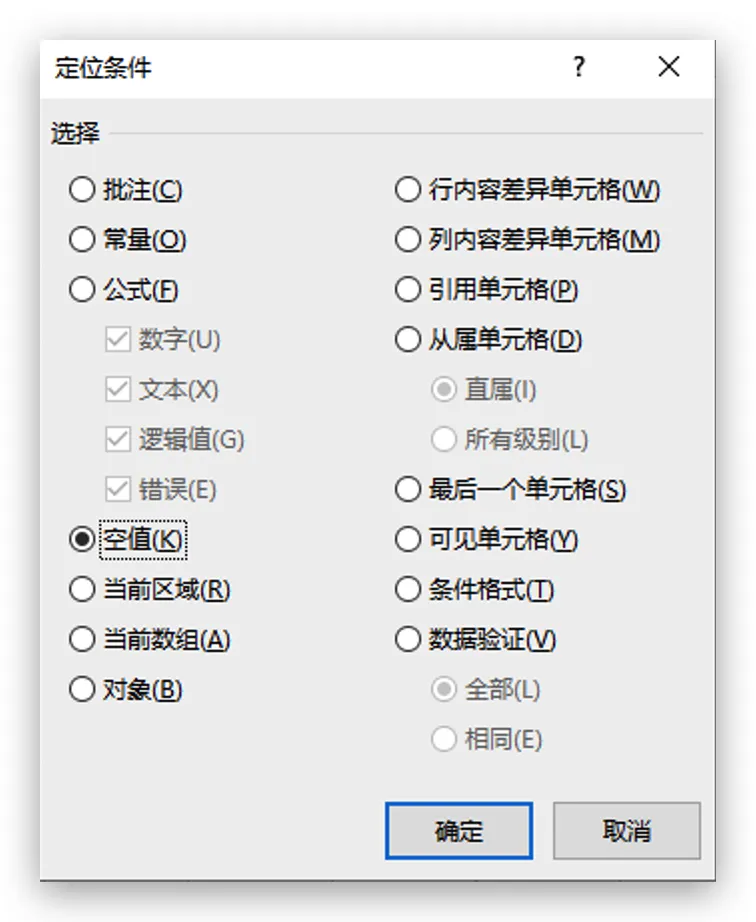 定位条件
?
选择
批注(C)
常量(O)
公式(F)
数字(U)
文本(X)
逻辑值(G)
错误(E)
空值(K)
当前区域(R)
当前数组(A)
对象(B)
行内容差异单元格(W)
列内容差异单元格(M)
引用单元格(P)
从属单元格(D)
直属(I)
所有级别(L)
最后一个单元格(S)
可见单元格(Y)
条件格式(T)
数据验证(V)
全部(L)
相同(E)
确定
取消